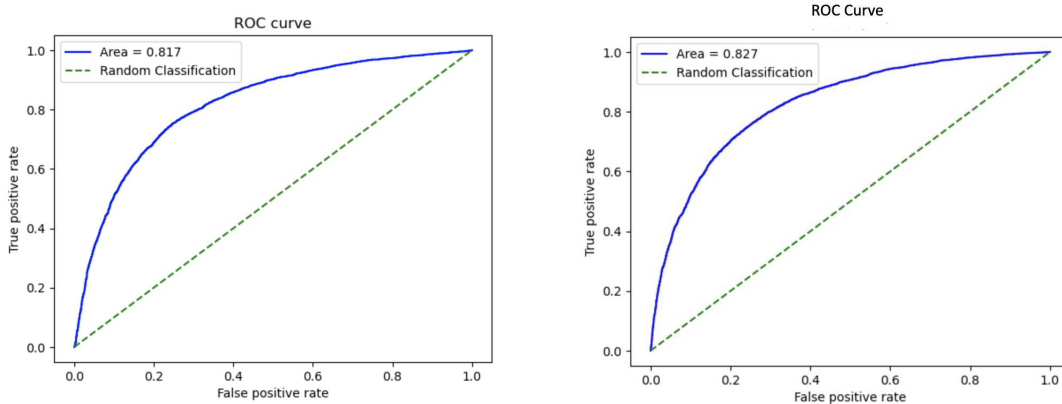 ROC curve
1.0
0.8
0.6
0.4
0.2
0.0
True positive rate
Area = 0.817
Random Classification
0.0 0.2 0.4 0.6 0.8 1.0
False positive rate
ROC Curve
1.0
0.8
0.6
0.4
0.2
0.0
True positive rate
Area = 0.827
Random Classification
0.0 0.2 0.4 0.6 0.8 1.0
False positive rate